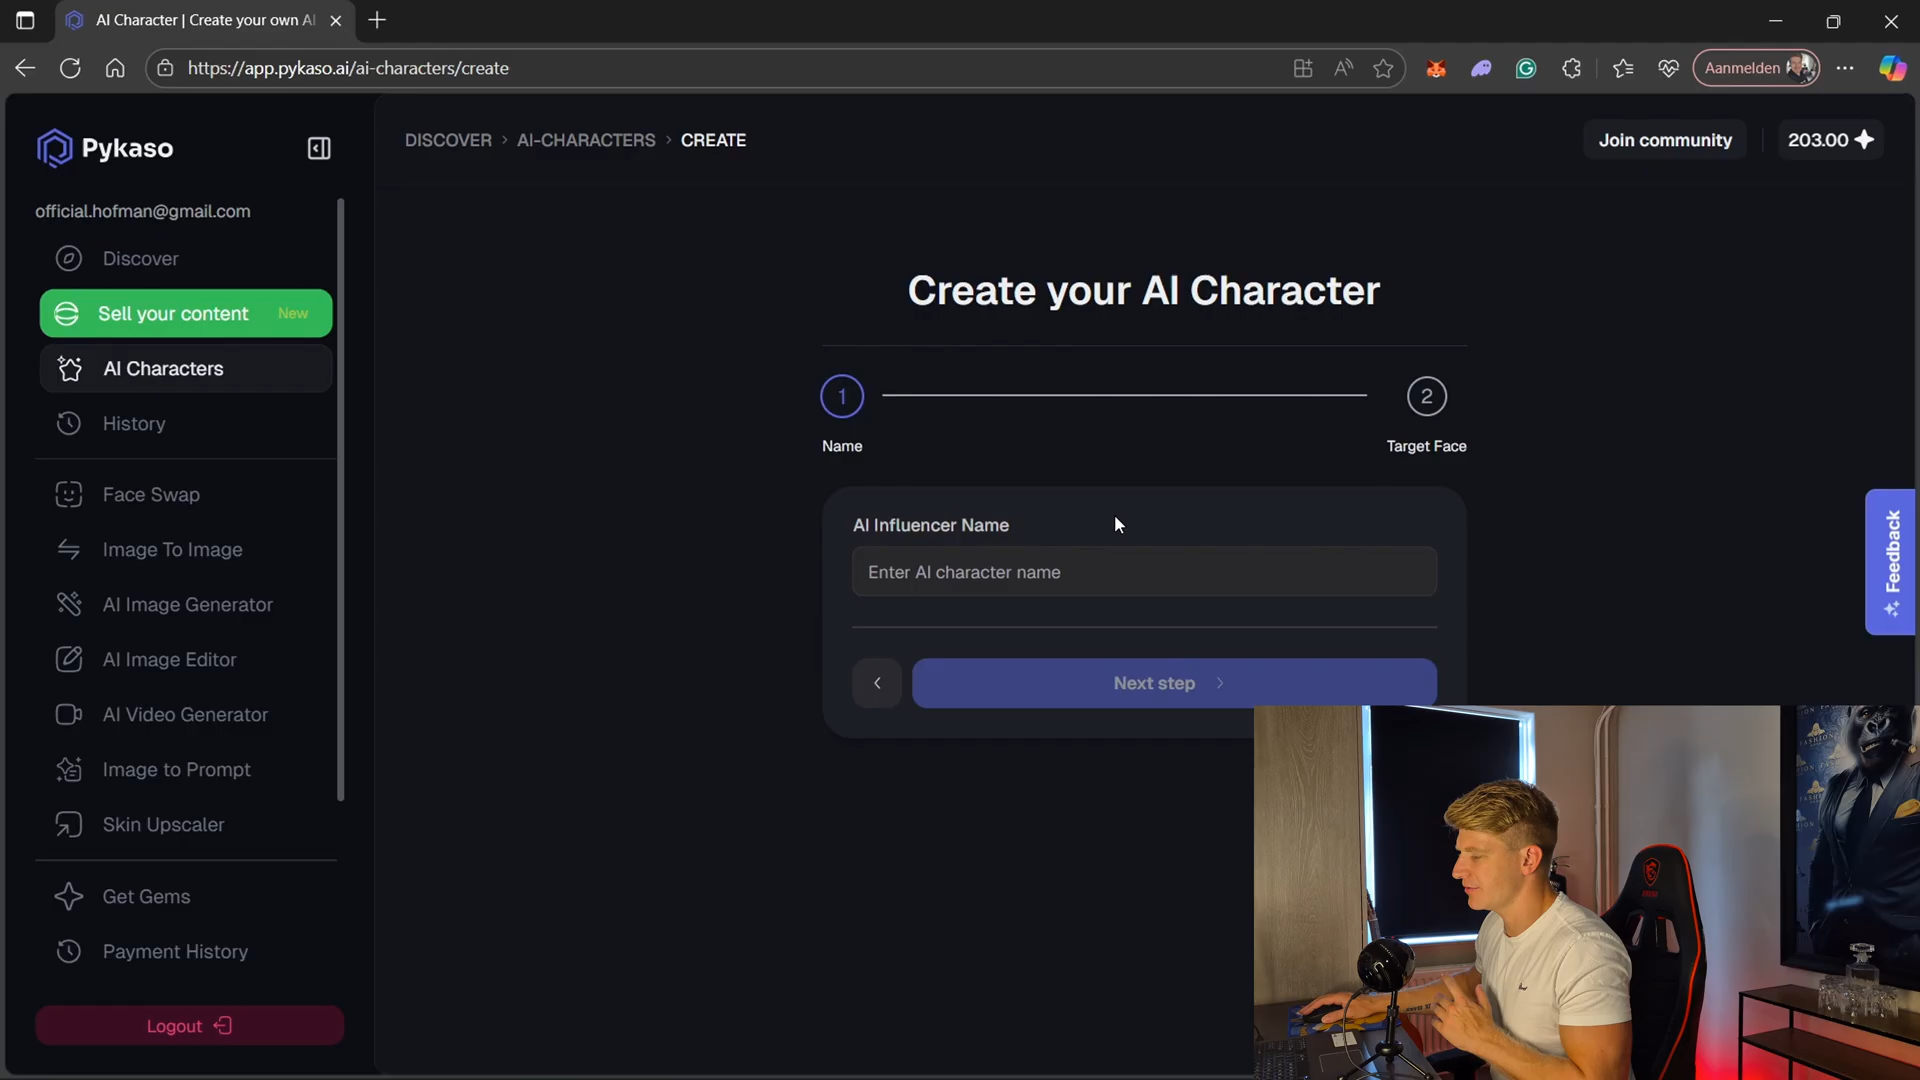 AI Character | Create your own AI
https://app.pykaso.ai/ai-characters/create
Aanmelden
Pykaso
official.hofman@gmail.com
Discover
Sell your content New
AI Characters
History
Face Swap
Image To Image
AI Image Generator
AI Image Editor
AI Video Generator
Image to Prompt
Skin Upscaler
Get Gems
Payment History
Logout
DISCOVER > AI-CHARACTERS > CREATE
Join community
203.00
Create your AI Character
1
2
Name
Target Face
AI Influencer Name
Enter AI character name
Next step
Feedback